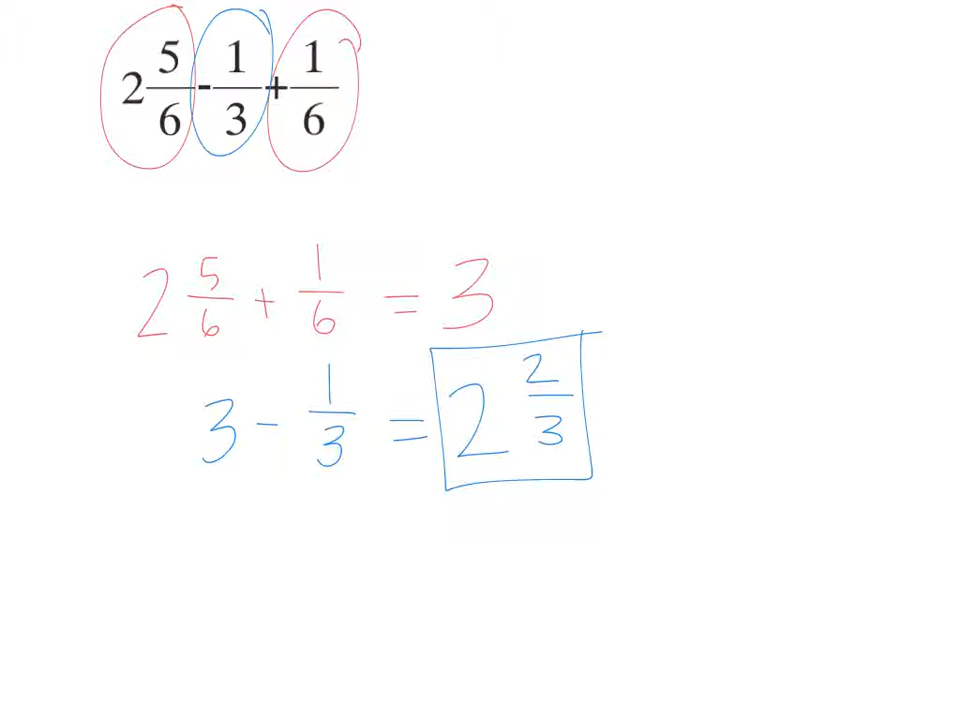 2 5/6 - 1/3 + 1/6
2 5/6 + 1/6 = 3
3 - 1/3 = 2 2/3